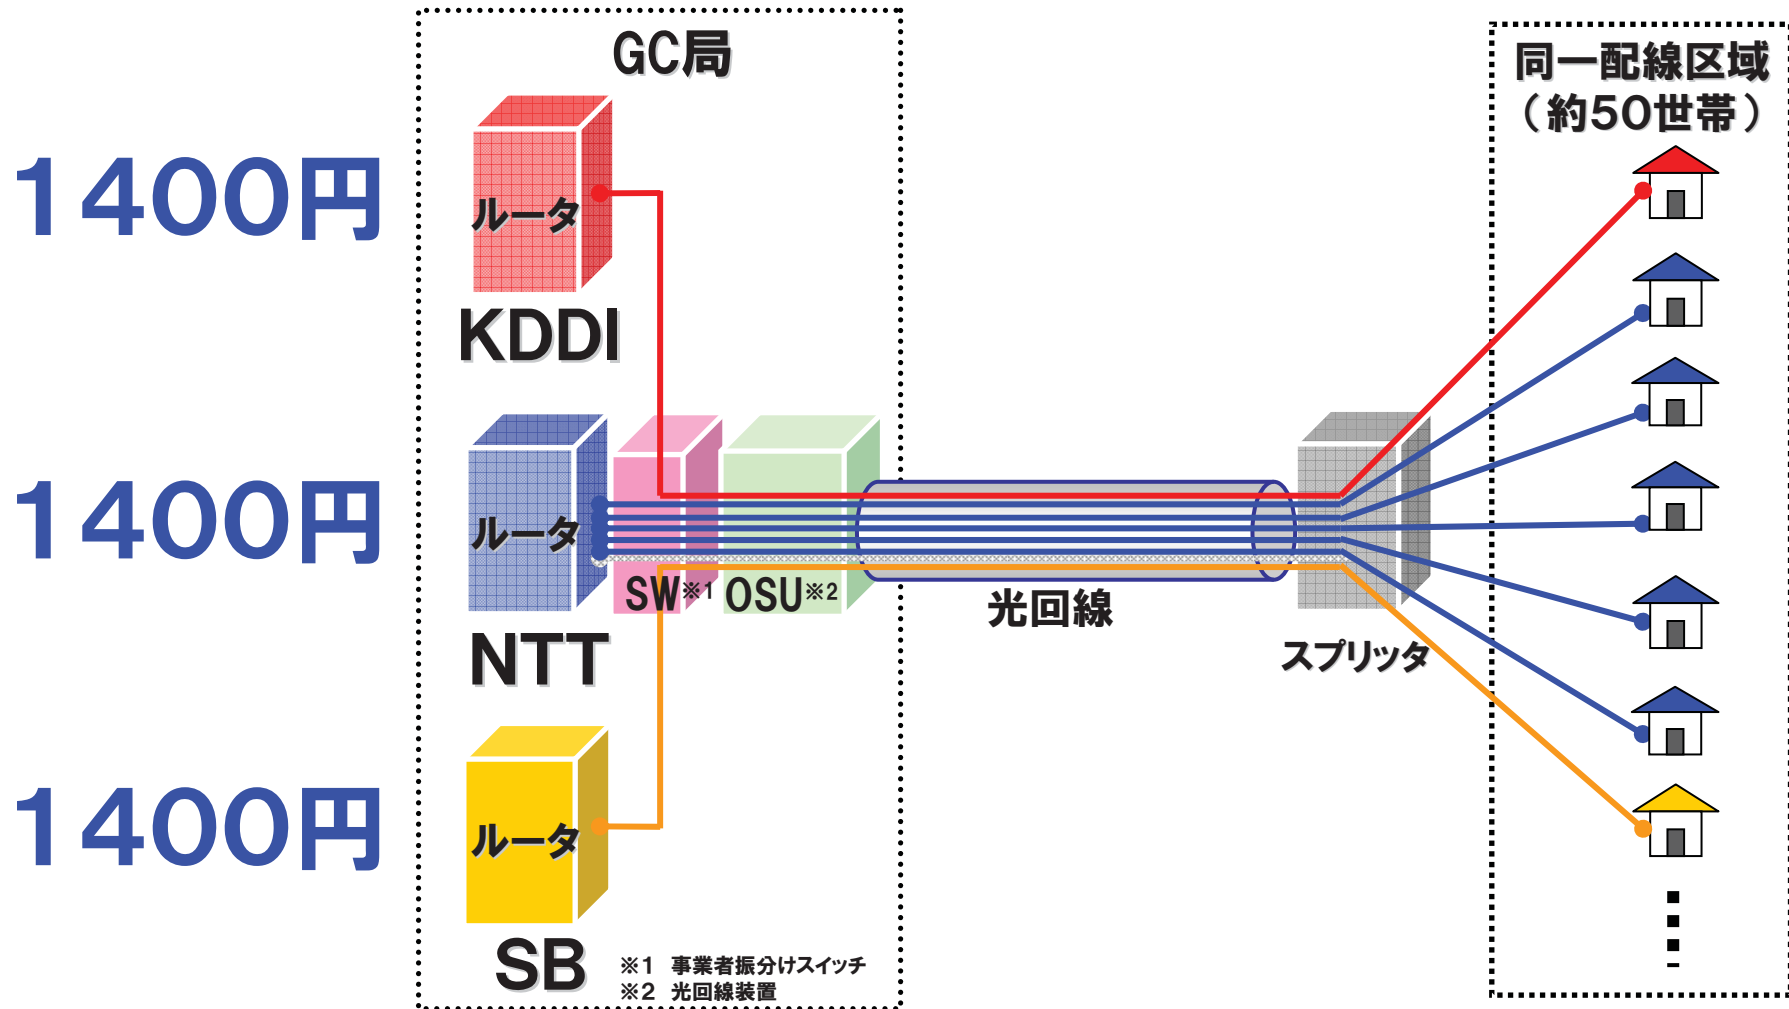 GC局
同一配線区域
（約50世帯）
1400円
ルータ
KDDI
1400円
ルータ
SW※1
OSU※2
NTT
光回線
スプリッタ
1400円
ルータ
SB
※1 事業者振分けスイッチ
※2 光回線装置